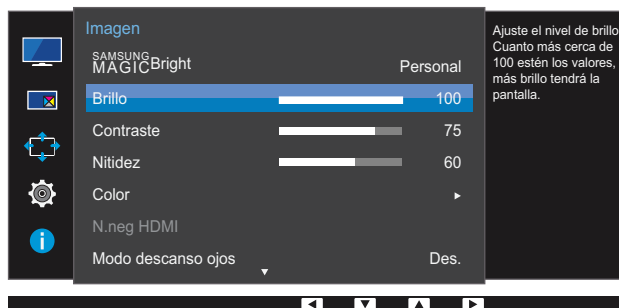 Imagen
SAMSUNG
MAGICBright Personal
Brillo 100
Contraste 75
Nitidez 60
Color
N.neg HDMI
Modo descanso ojos Des.
Ajuste el nivel de brillo.
Cuanto más cerca de
100 estén los valores,
más brillo tendrá la
pantalla.